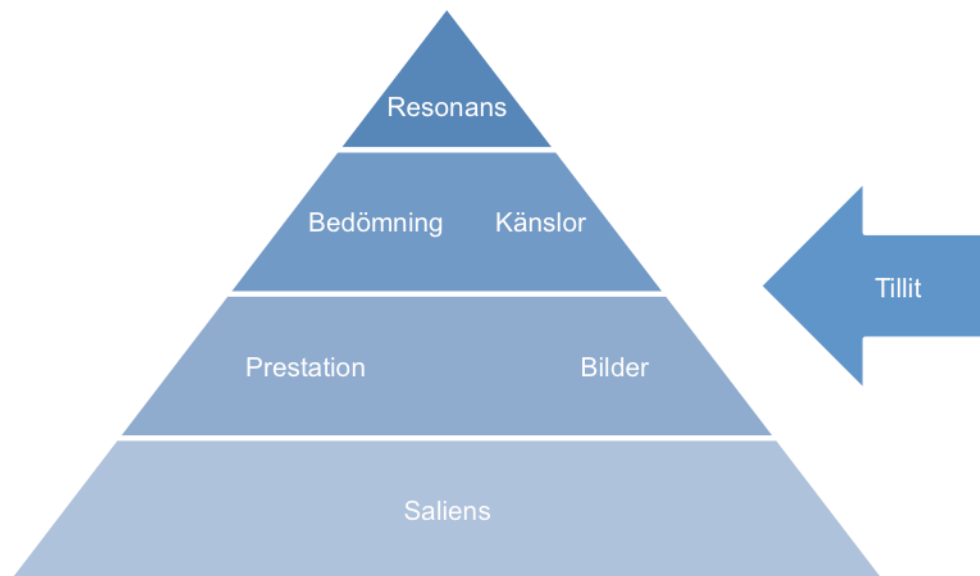 Resonans
Bedömning Känslor
Tillit
Prestation Bilder
Saliens